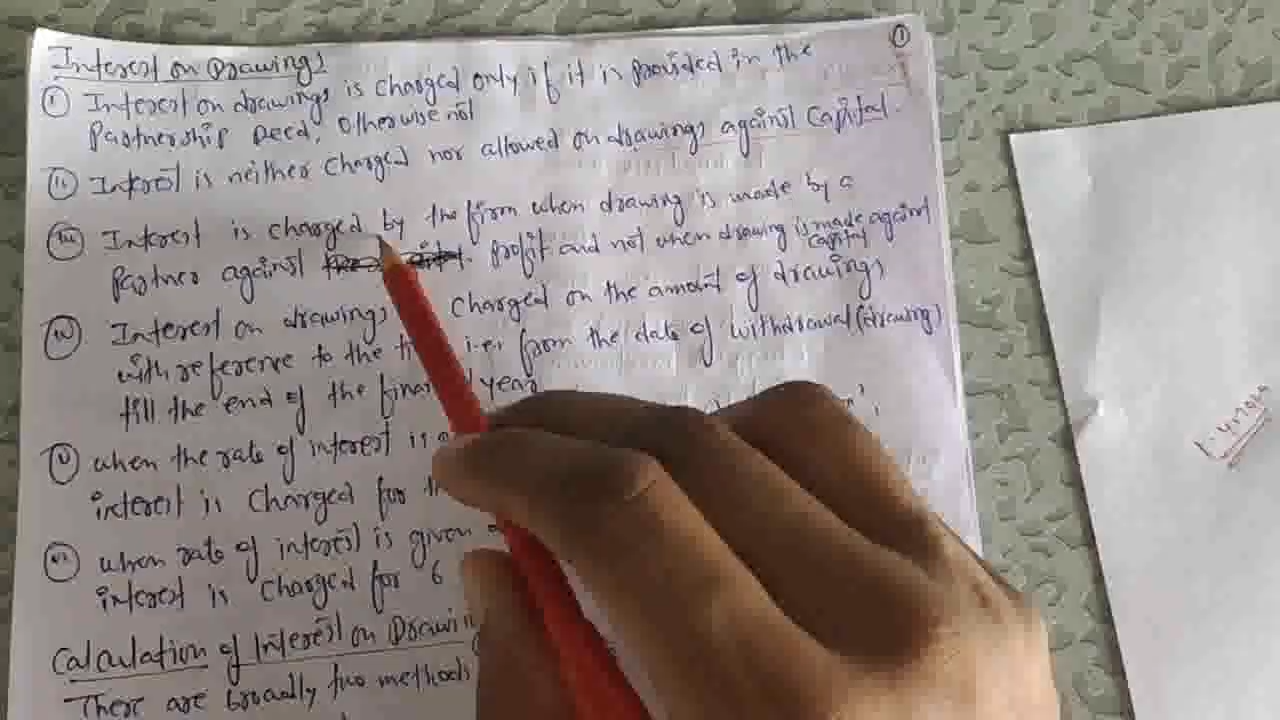 ①
Interest on Drawings
(i) Interest on drawings is charged only if it is provided in the
Partnership Deed, otherwise not
(ii) Interest is neither charged nor allowed on drawings against Capital.
(iii) Interest is charged by the firm when drawing is made by a
Partner against profit and not when drawing is made against
capital
(iv) Interest on drawings charged on the amount of drawings
with reference to the i.e. from the date of withdrawal (drawing)
till the end of the year
(v) when the rate of interest is
interest is charged for
(vi) when rate of interest is given
interest is charged for 6
Calculation of Interest on
There are broadly two methods